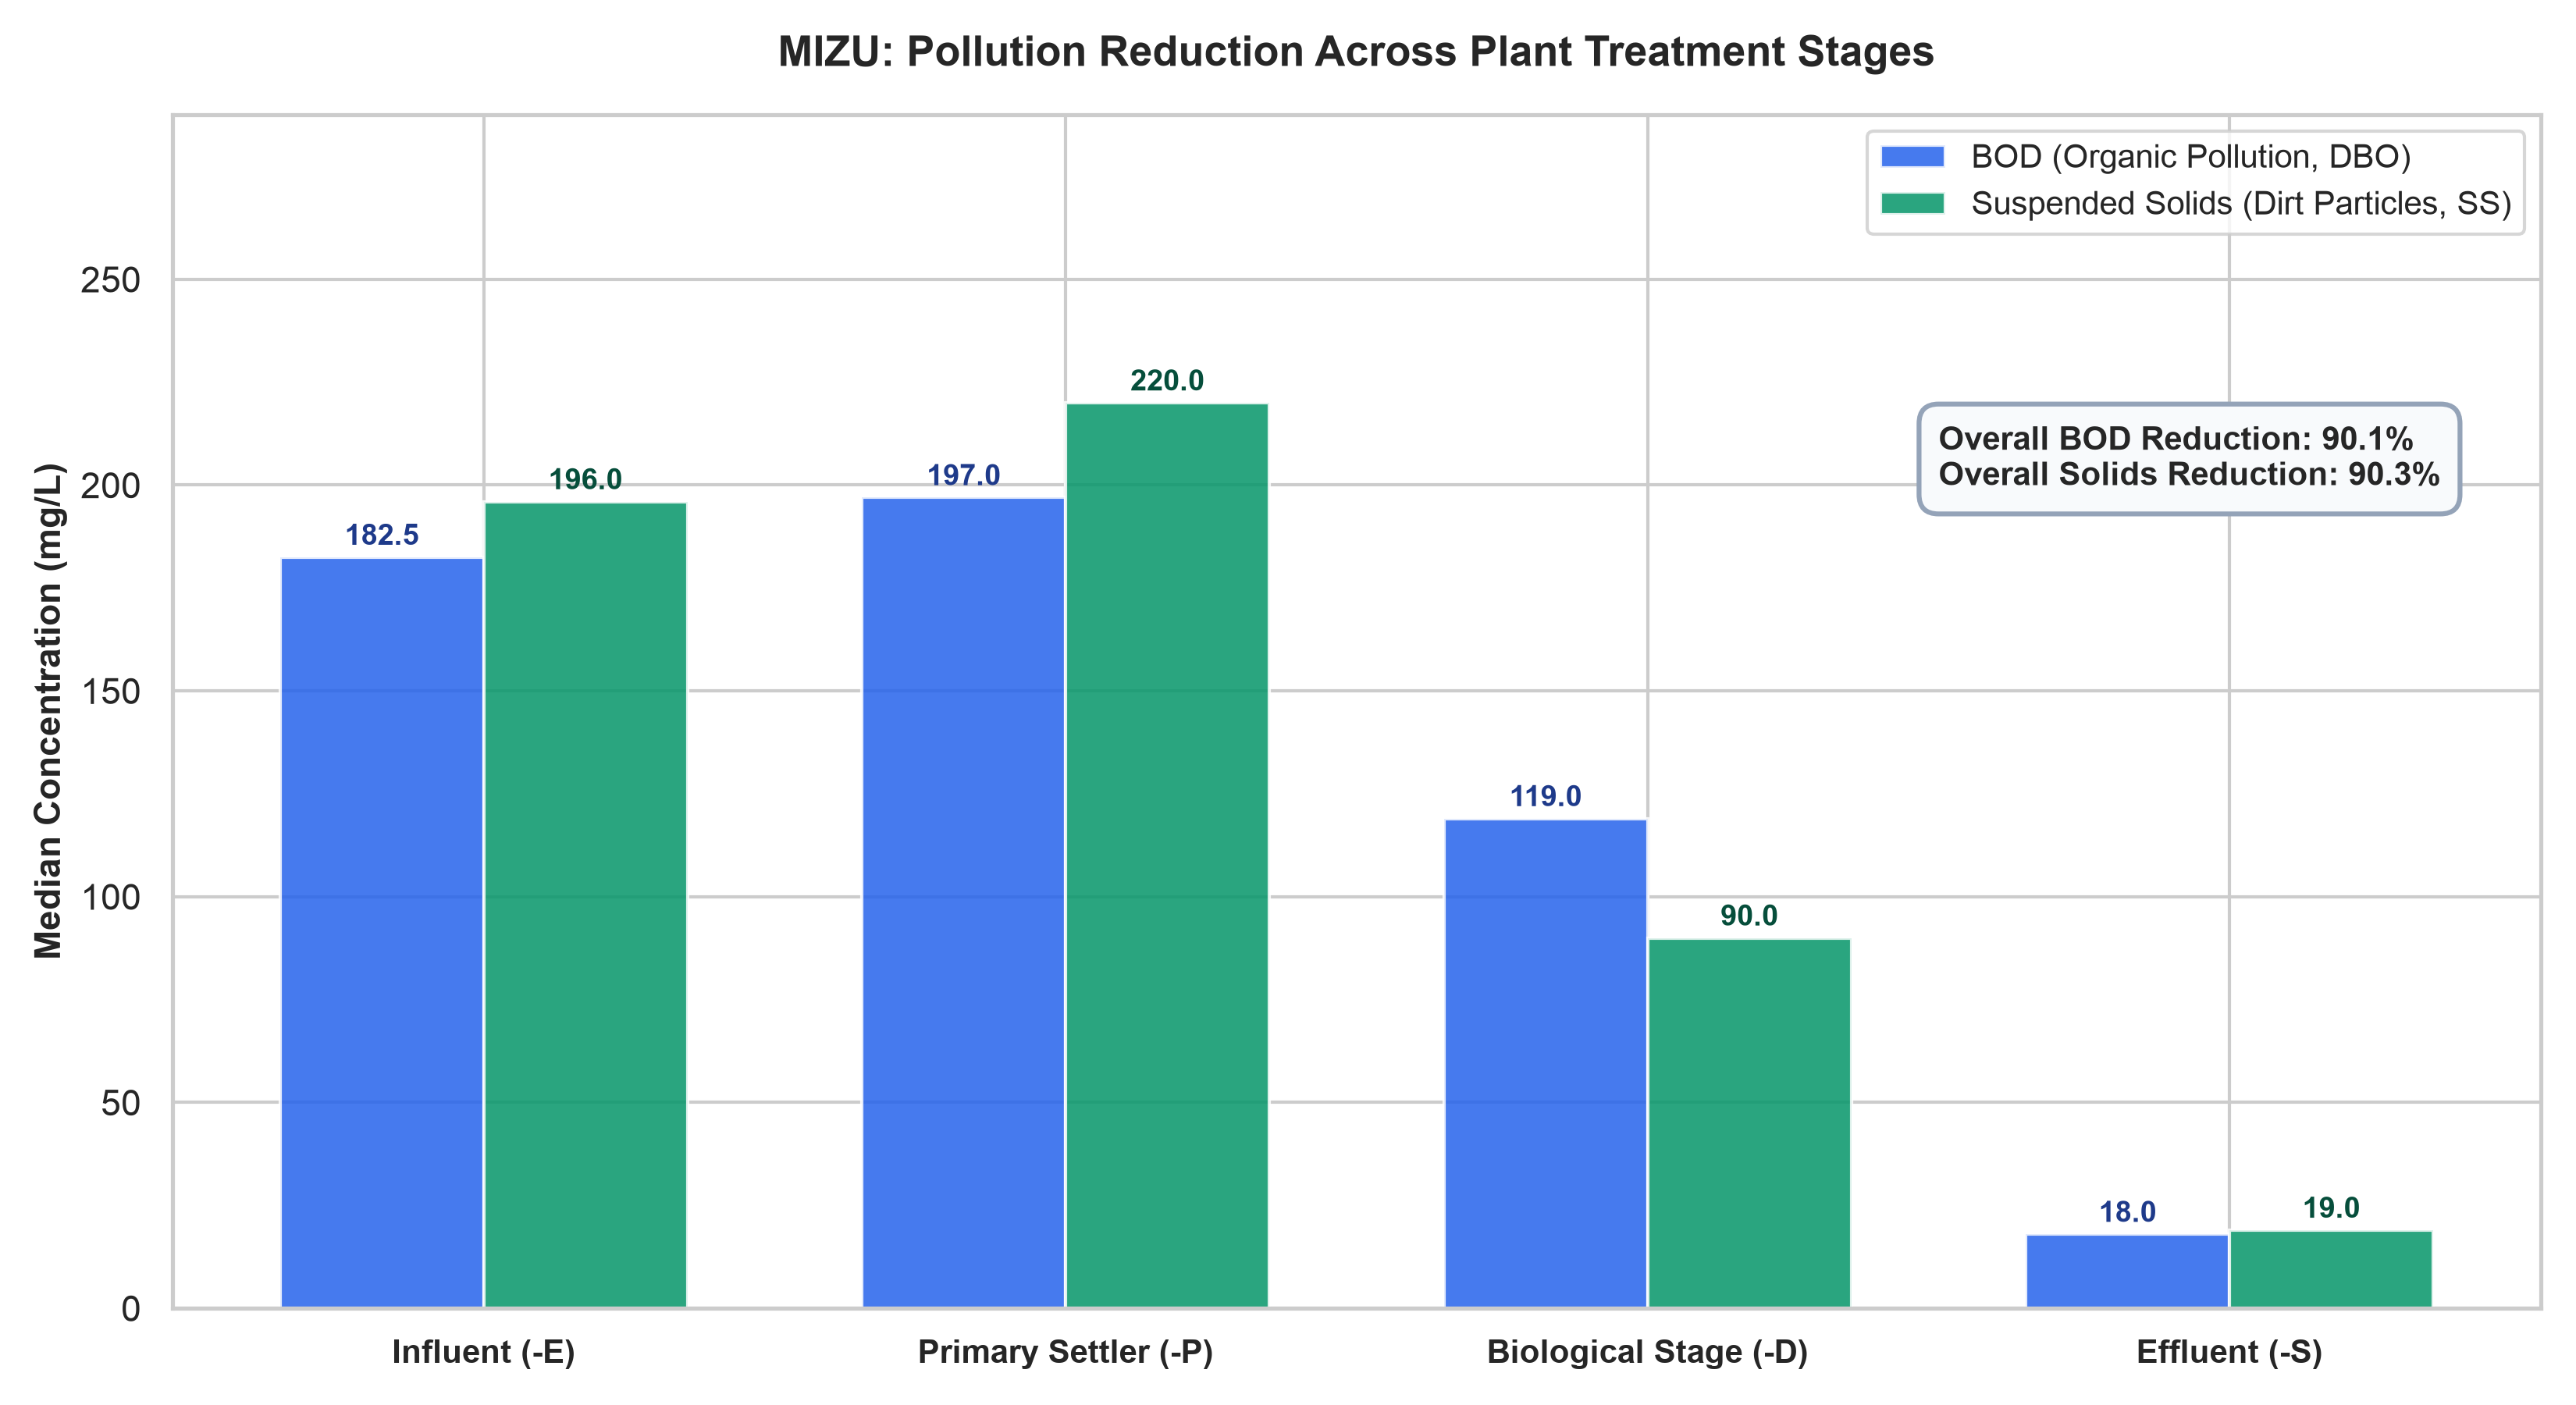 MIZU: Pollution Reduction Across Plant Treatment Stages
BOD (Organic Pollution, DBO)
Suspended Solids (Dirt Particles, SS)
Median Concentration (mg/L)
250
200
150
100
50
0
182.5
196.0
197.0
220.0
119.0
90.0
18.0
19.0
Overall BOD Reduction: 90.1%
Overall Solids Reduction: 90.3%
Influent (-E)
Primary Settler (-P)
Biological Stage (-D)
Effluent (-S)